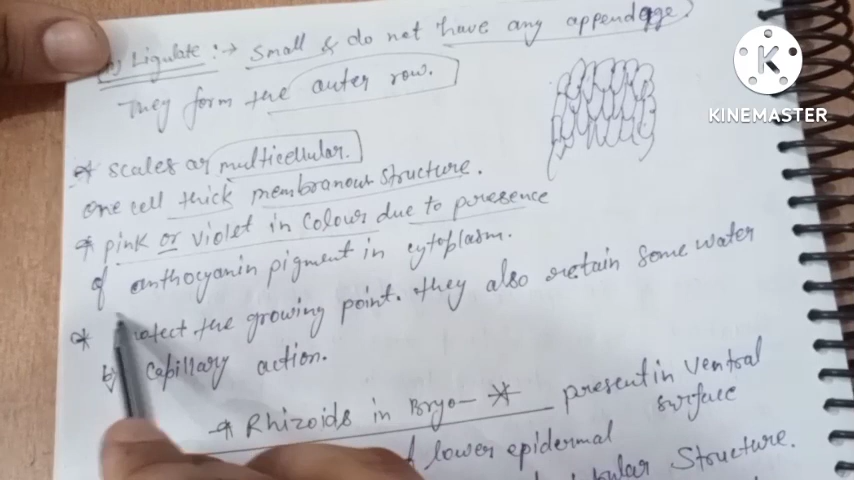 Ligulate :→ Small & do not have any appendage.
They form the outer row.
* Scales are multicellular.
one cell thick membranous structure.
* pink or violet in colour due to presence
of anthocyanin pigment in cytoplasm.
* the growing point. they also retain some water
by capillary action.
* Rhizoids in Bryo- * present in ventral
surface
lower epidermal
Structure.
K
KINEMASTER